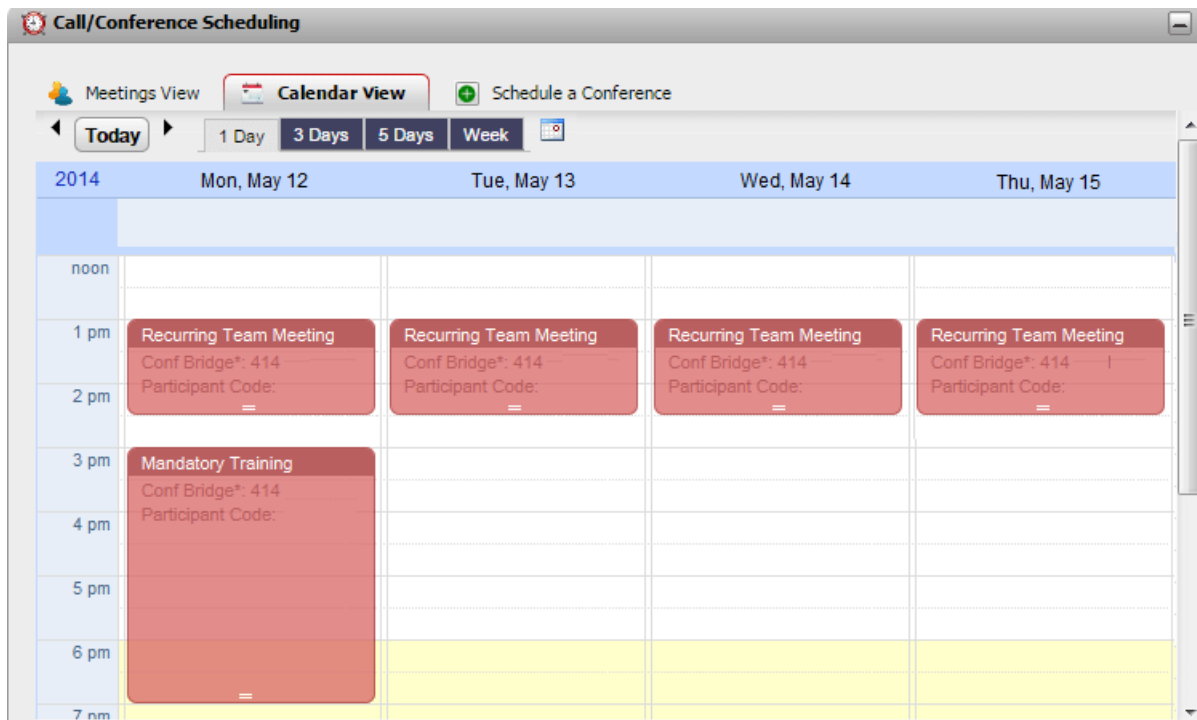 Call/Conference Scheduling
Meetings View Calendar View Schedule a Conference
Today 1 Day 3 Days 5 Days Week
2014 Mon, May 12 Tue, May 13 Wed, May 14 Thu, May 15
noon
1 pm Recurring Team Meeting Recurring Team Meeting Recurring Team Meeting Recurring Team Meeting
Conf Bridge*: 414 Conf Bridge*: 414 Conf Bridge*: 414 Conf Bridge*: 414
Participant Code: Participant Code: Participant Code: Participant Code:
2 pm
3 pm Mandatory Training
Conf Bridge*: 414
Participant Code:
4 pm
5 pm
6 pm
7 pm